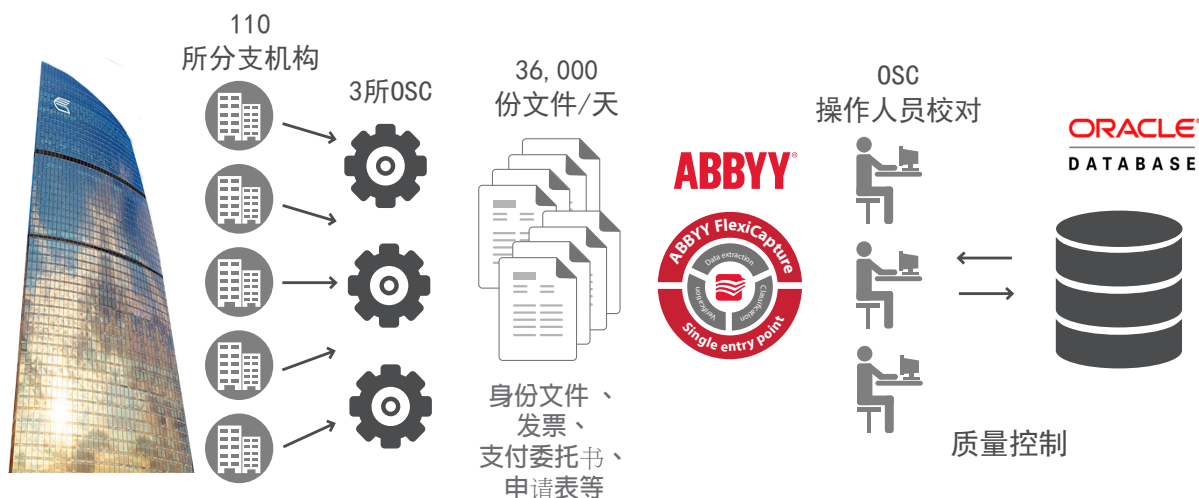 110
所分支机构
3所OSC
36,000
份文件/天
身份文件 、
发票、
支付委托书、
申请表等
ABBYY®
ABBYY FlexiCapture
Data extraction
Classification
Verification
Single entry point
OSC
操作人员校对
质量控制
ORACLE®
DATABASE